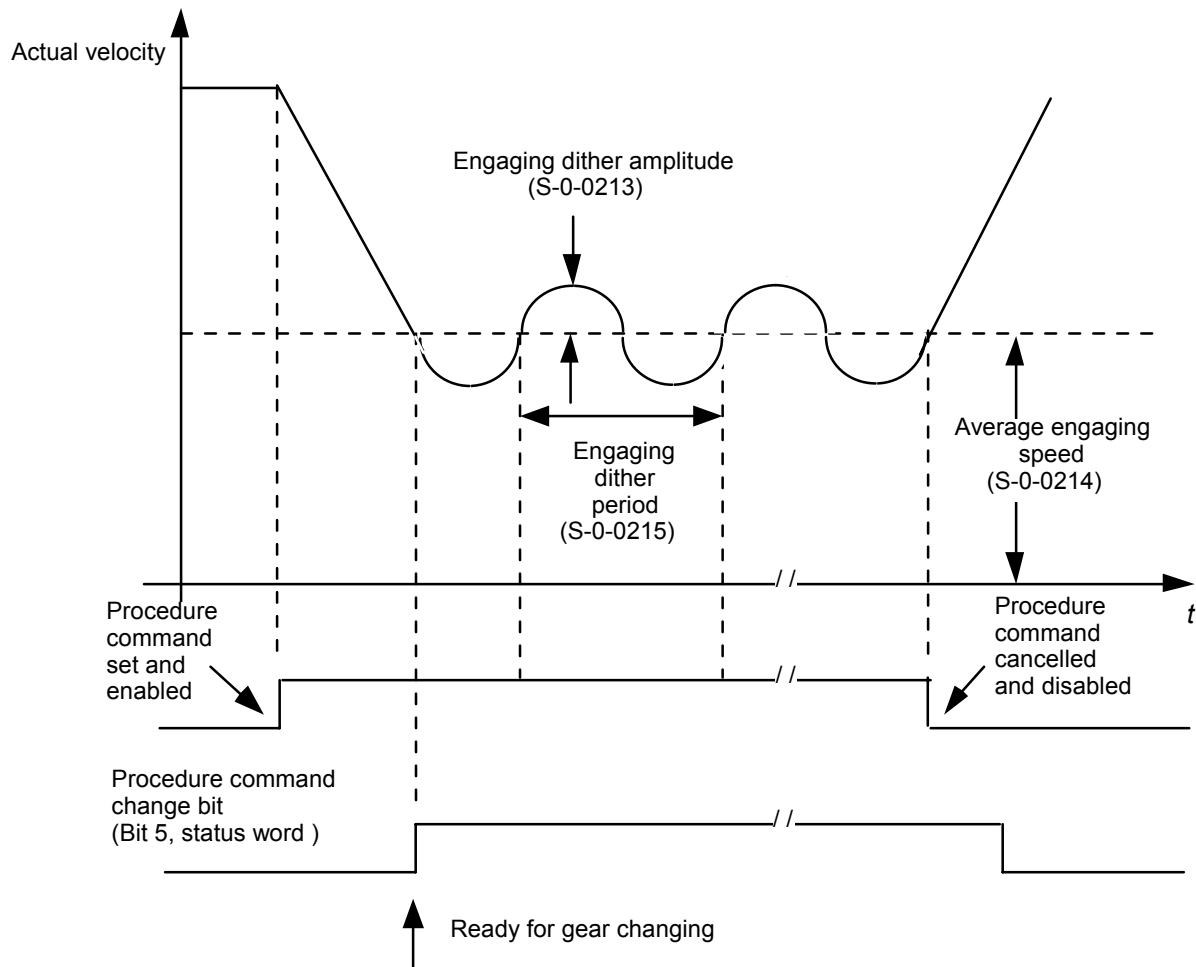 Actual velocity
Engaging dither amplitude
(S-0-0213)
Engaging
dither
period
(S-0-0215)
Average engaging
speed
(S-0-0214)
//
t
Procedure
command
set and
enabled
Procedure
command
cancelled
and disabled
//
Procedure command
change bit
(Bit 5, status word )
//
Ready for gear changing